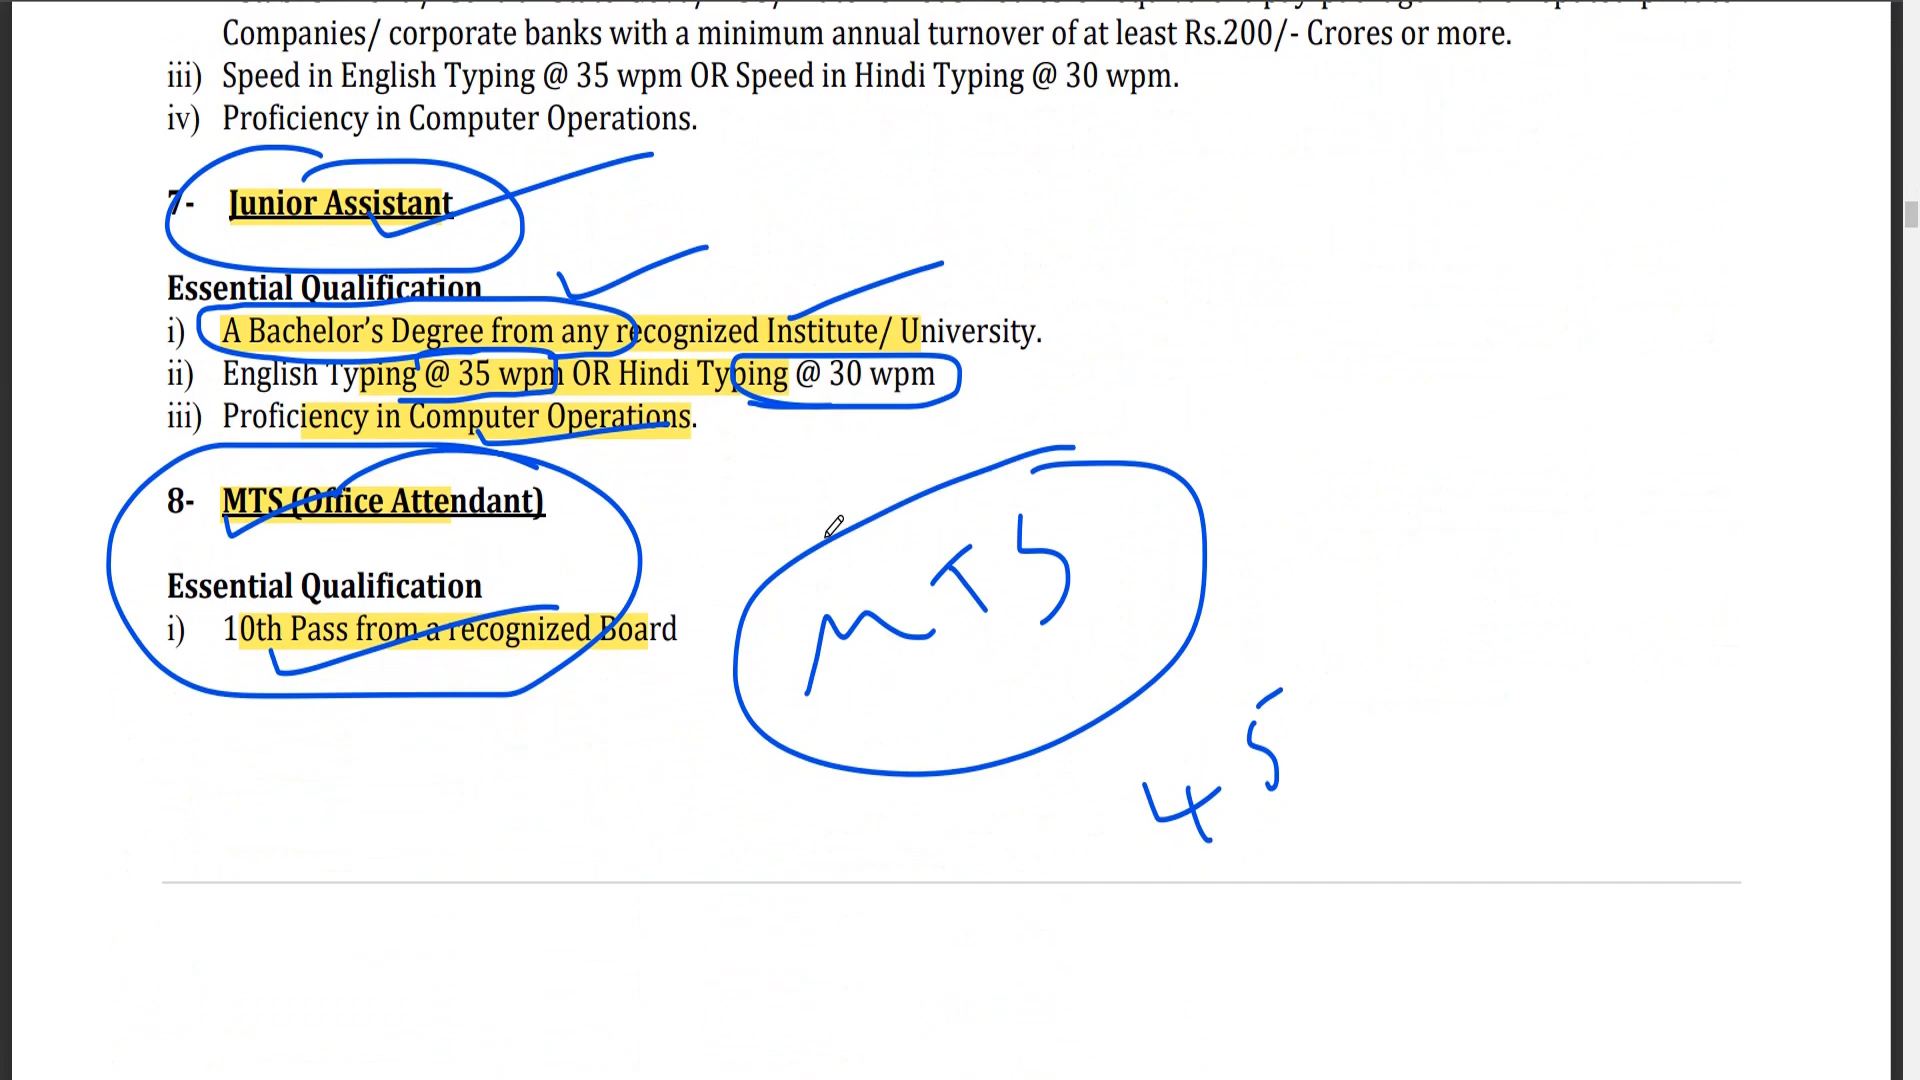 Companies/ corporate banks with a minimum annual turnover of at least Rs.200/- Crores or more.
iii) Speed in English Typing @ 35 wpm OR Speed in Hindi Typing @ 30 wpm.
iv) Proficiency in Computer Operations.
7- Junior Assistant
Essential Qualification
i) A Bachelor's Degree from any recognized Institute/ University.
ii) English Typing @ 35 wpm OR Hindi Typing @ 30 wpm
iii) Proficiency in Computer Operations.
8- MTS (Office Attendant)
Essential Qualification
i) 10th Pass from a recognized Board
MTS
45